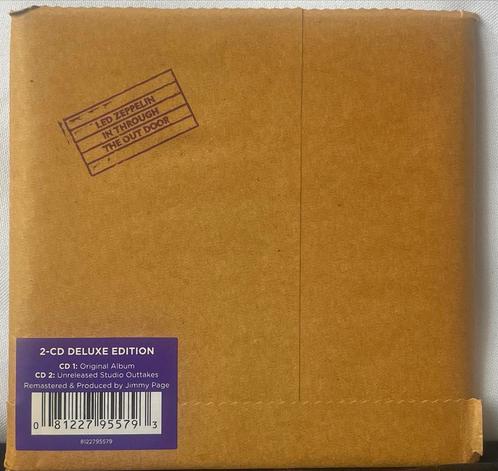 LED ZEPPELIN
IN THROUGH
THE OUT DOOR
2-CD DELUXE EDITION
CD 1: Original Album
CD 2: Unreleased Studio Outtakes
Remastered & Produced by Jimmy Page
0 81227 95579 3
8122795579